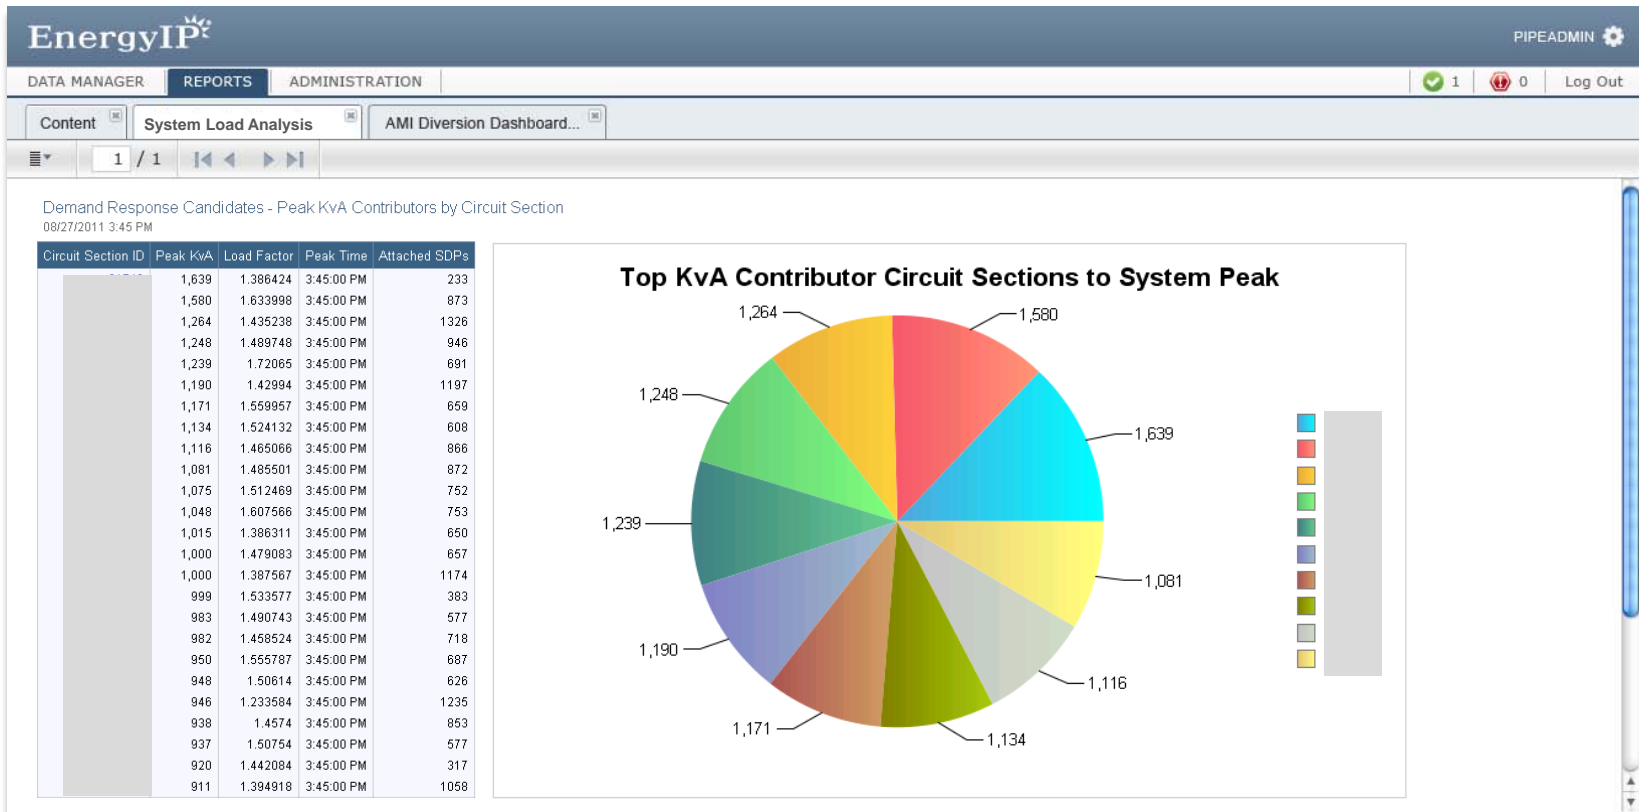 EnergyIP
PIPEADMIN
DATA MANAGER REPORTS ADMINISTRATION 1 0 Log Out
Content System Load Analysis AMI Diversion Dashboard...
1 / 1
Demand Response Candidates - Peak KvA Contributors by Circuit Section
08/27/2011 3:45 PM
Circuit Section ID Peak KvA Load Factor Peak Time Attached SDPs
1,639 1.386424 3:45:00 PM 233
1,580 1.633998 3:45:00 PM 873
1,264 1.435238 3:45:00 PM 1326
1,248 1.489748 3:45:00 PM 946
1,239 1.72065 3:45:00 PM 691
1,190 1.42994 3:45:00 PM 1197
1,171 1.559957 3:45:00 PM 659
1,134 1.524132 3:45:00 PM 608
1,116 1.465066 3:45:00 PM 866
1,081 1.485501 3:45:00 PM 872
1,075 1.512469 3:45:00 PM 752
1,048 1.607566 3:45:00 PM 753
1,015 1.386311 3:45:00 PM 650
1,000 1.479083 3:45:00 PM 657
1,000 1.387567 3:45:00 PM 1174
999 1.533577 3:45:00 PM 383
983 1.490743 3:45:00 PM 577
982 1.458524 3:45:00 PM 718
950 1.555787 3:45:00 PM 687
948 1.50614 3:45:00 PM 626
946 1.233584 3:45:00 PM 1235
938 1.4574 3:45:00 PM 853
937 1.50754 3:45:00 PM 577
920 1.442084 3:45:00 PM 317
911 1.394918 3:45:00 PM 1058
Top KvA Contributor Circuit Sections to System Peak
1,264
1,580
1,248
1,639
1,239
1,081
1,190
1,116
1,171
1,134